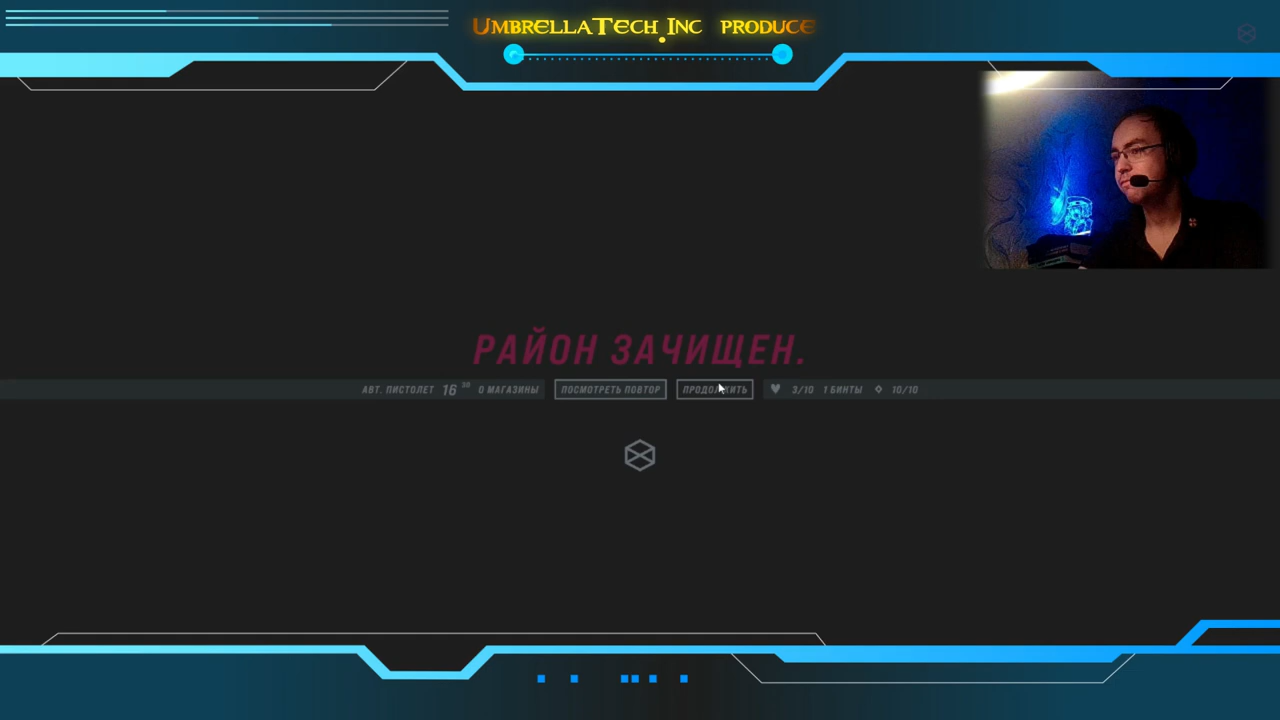 UmbrellaTech.Inc produce
РАЙОН ЗАЧИЩЕН.
АВТ. ПИСТОЛЕТ 16 30 0 МАГАЗИНЫ ПОСМОТРЕТЬ ПОВТОР ПРОДОЛЖИТЬ 3/10 1 БИНТЫ 10/10